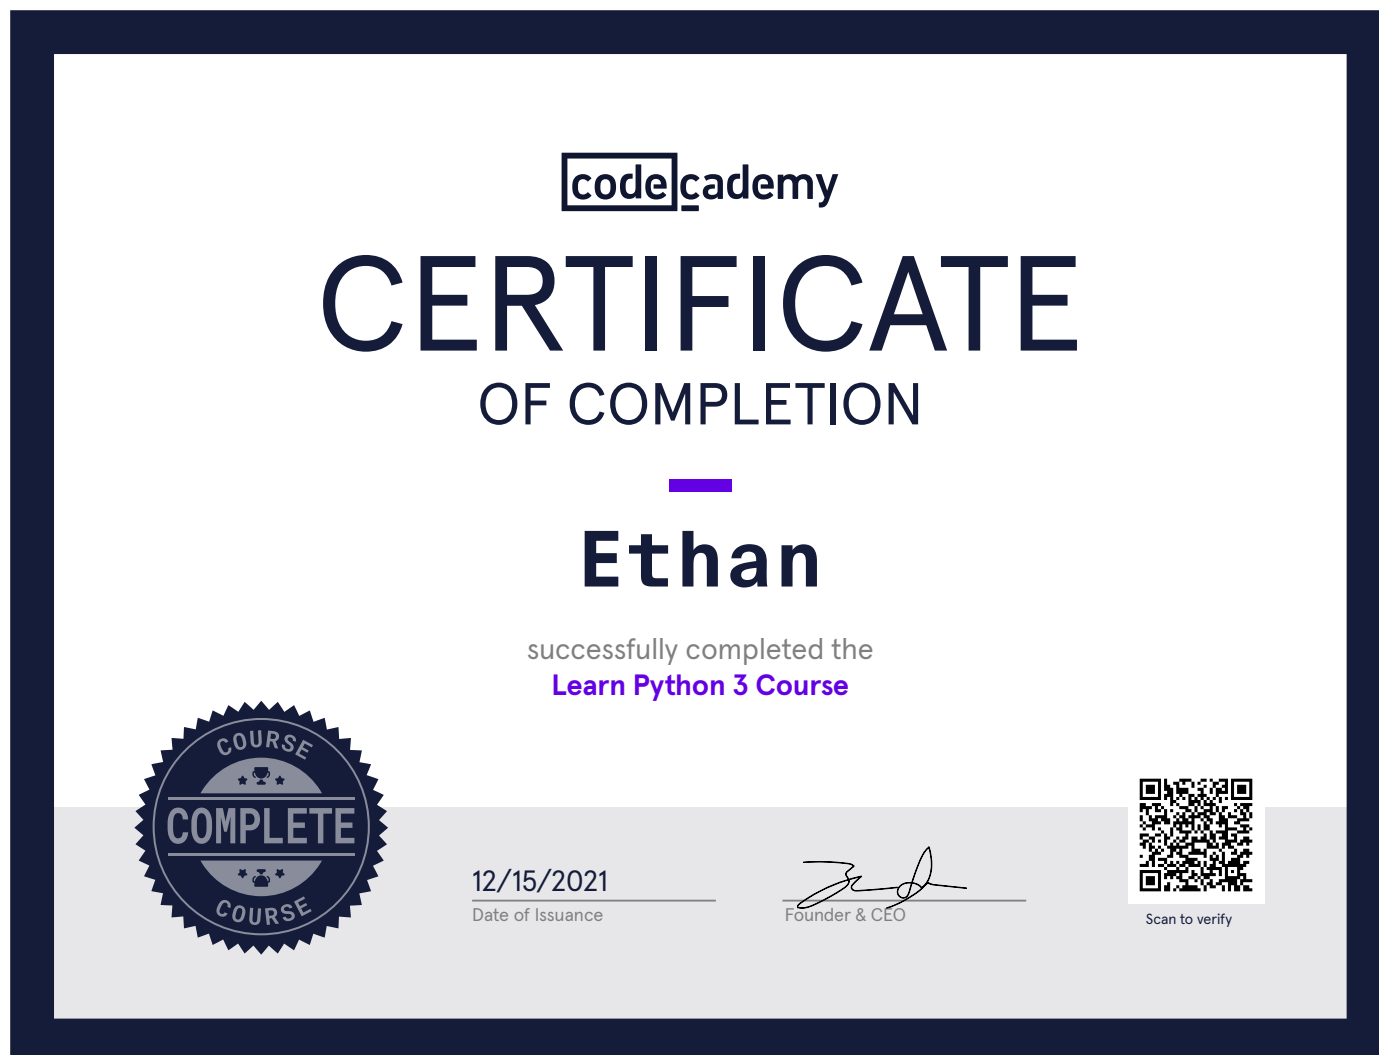 codecademy
CERTIFICATE
OF COMPLETION
Ethan
successfully completed the
Learn Python 3 Course
COURSE
COMPLETE
COURSE
12/15/2021
Date of Issuance
Founder & CEO
Scan to verify